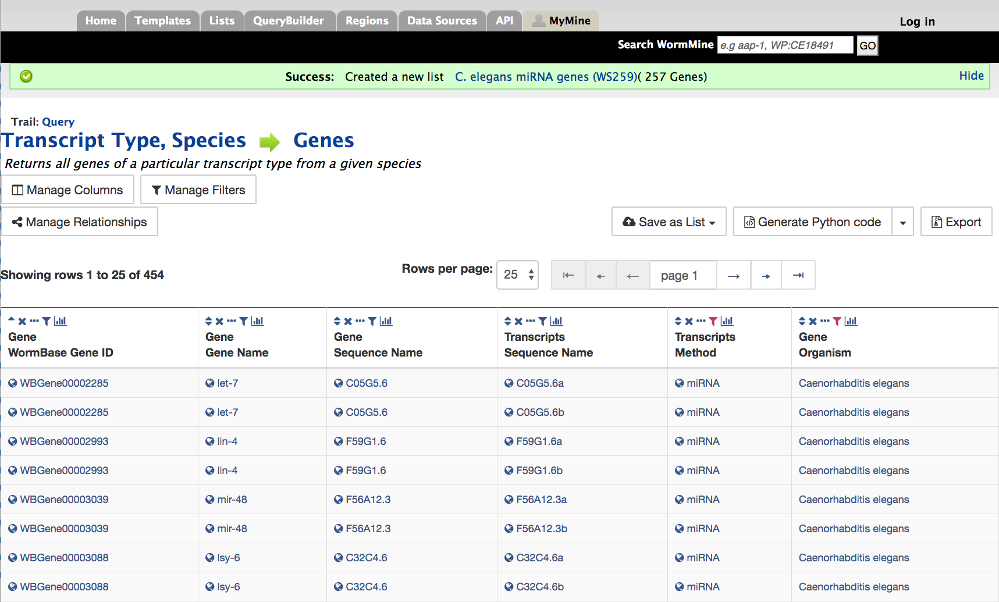 Home Templates Lists QueryBuilder Regions Data Sources API MyMine Log in
Search WormMine e.g aap-1, WP:CE18491 GO
Success: Created a new list C. elegans miRNA genes (WS259)( 257 Genes) Hide
Trail: Query
Transcript Type, Species Genes
Returns all genes of a particular transcript type from a given species
Manage Columns Manage Filters
Manage Relationships Save as List Generate Python code Export
Showing rows 1 to 25 of 454 Rows per page: 25 page 1
Gene Gene Gene Transcripts Transcripts Gene
WormBase Gene ID Gene Name Sequence Name Sequence Name Method Organism
WBGene00002285 let-7 C05G5.6 C05G5.6a miRNA Caenorhabditis elegans
WBGene00002285 let-7 C05G5.6 C05G5.6b miRNA Caenorhabditis elegans
WBGene00002993 lin-4 F59G1.6 F59G1.6a miRNA Caenorhabditis elegans
WBGene00002993 lin-4 F59G1.6 F59G1.6b miRNA Caenorhabditis elegans
WBGene00003039 mir-48 F56A12.3 F56A12.3a miRNA Caenorhabditis elegans
WBGene00003039 mir-48 F56A12.3 F56A12.3b miRNA Caenorhabditis elegans
WBGene00003088 lsy-6 C32C4.6 C32C4.6a miRNA Caenorhabditis elegans
WBGene00003088 lsy-6 C32C4.6 C32C4.6b miRNA Caenorhabditis elegans